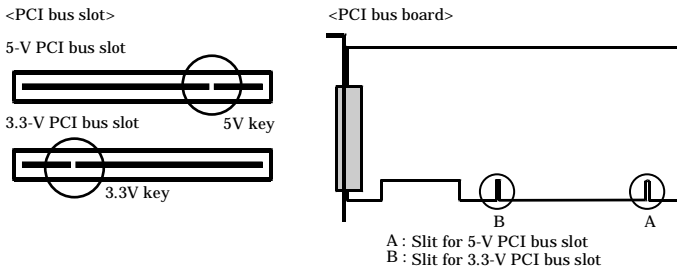 <PCI bus slot>
5-V PCI bus slot
5V key
3.3-V PCI bus slot
3.3V key
<PCI bus board>
B
A
A : Slit for 5-V PCI bus slot
B : Slit for 3.3-V PCI bus slot